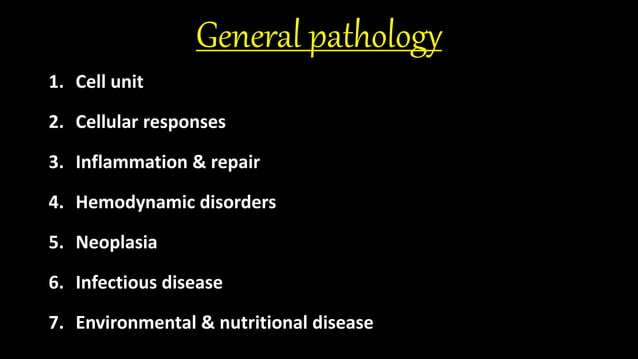 General pathology
1. Cell unit
2. Cellular responses
3. Inflammation & repair
4. Hemodynamic disorders
5. Neoplasia
6. Infectious disease
7. Environmental & nutritional disease